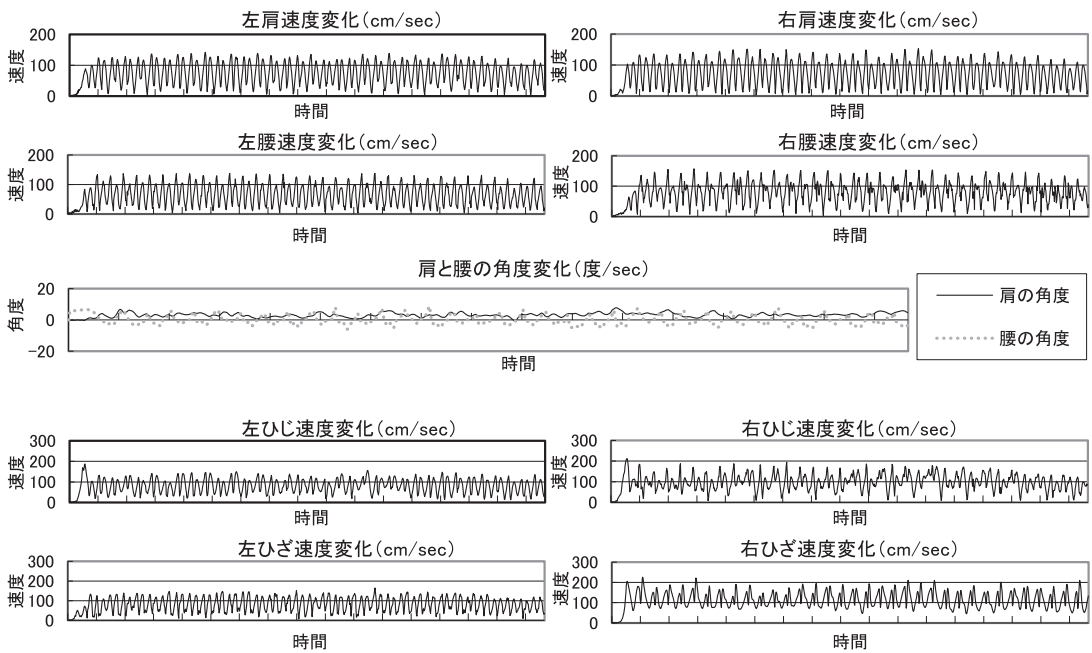 左肩速度変化(cm/sec)
速度
200
100
0
時間
右肩速度変化(cm/sec)
速度
200
100
0
時間
左腰速度変化(cm/sec)
速度
200
100
0
時間
右腰速度変化(cm/sec)
速度
200
100
0
時間
肩と腰の角度変化(度/sec)
角度
20
0
-20
時間
肩の角度
腰の角度
左ひじ速度変化(cm/sec)
速度
300
200
100
0
時間
右ひじ速度変化(cm/sec)
速度
300
200
100
0
時間
左ひざ速度変化(cm/sec)
速度
300
200
100
0
時間
右ひざ速度変化(cm/sec)
速度
300
200
100
0
時間